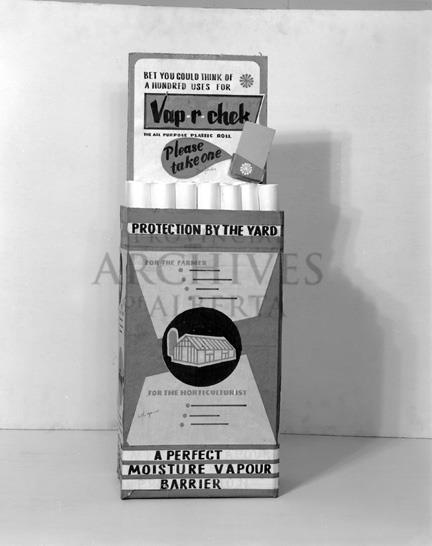 BET YOU COULD THINK OF
A HUNDRED USES FOR
Vap-r-chek
THE ALL PURPOSE PLASTIC ROLL
Please
take one
PROTECTION BY THE YARD
PROVINCIAL
ARCHIVES
OF ALBERTA
FOR THE FARMER
FOR THE HORTICULTURIST
A PERFECT
MOISTURE VAPOUR
BARRIER